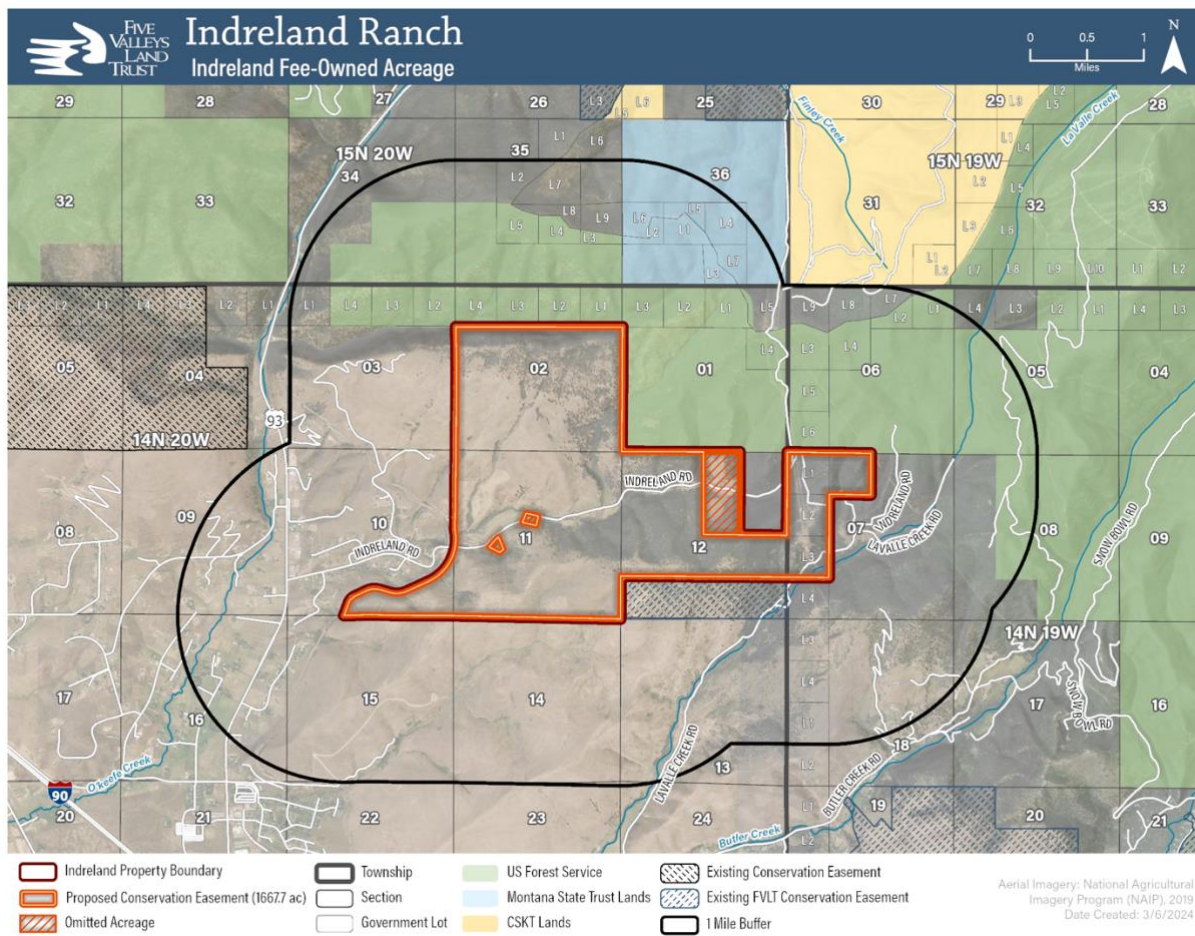 FIVE
VALLEYS
LAND
TRUST
Indreland Ranch
Indreland Fee-Owned Acreage
0 0.5 1
Miles
N
29 28 27 26 L3 L6 25 30 29 L3 L2 28
L5 L5
Finley Creek
La Valle Creek
15N 20W
35 L1 L6
36
L1
L4
15N 19W
34
L2 L7
L2
32 33
31
L5
32 33
L8 L9 L6 L5 L4
L5 L4 L3 L2 L1
L3 L6
L7
L3
L1 L2
L7 L8 L9 L10 L1 L2
L1 L2 L1 L4 L3 L2 L1 L1 L4 L3 L2 L1 L4 L3 L2 L1 L3 L2 L1 L5 L9 L8 L7
L2 L1 L4 L3 L2 L1 L4 L3
05 04 03 02 01 L4 L3 L4 06 05 04
L5
93
14N 20W
L6
INDRELAND RD
L1
08 09 10 INDRELAND RD 11 12 L2 07 INDRELAND RD
LAVALLE CREEK RD
08 SNOW BOWL RD 09
L3
L4
14N 19W
L3
17 16 15 14 L4 17 SNOW BOWL RD 16
L1
O'keefe Creek
LAVALLE CREEK RD
13 L2 18
BUTLER CREEK RD
90
20 21 22 23 24 L1 19 20 21
L2
Butler Creek
Indreland Property Boundary
Proposed Conservation Easement (1667.7 ac)
Omitted Acreage
Township
Section
Government Lot
US Forest Service
Montana State Trust Lands
CSKT Lands
Existing Conservation Easement
Existing FVLT Conservation Easement
1 Mile Buffer
Aerial Imagery: National Agricultural
Imagery Program (NAIP), 2019
Date Created: 3/6/2024